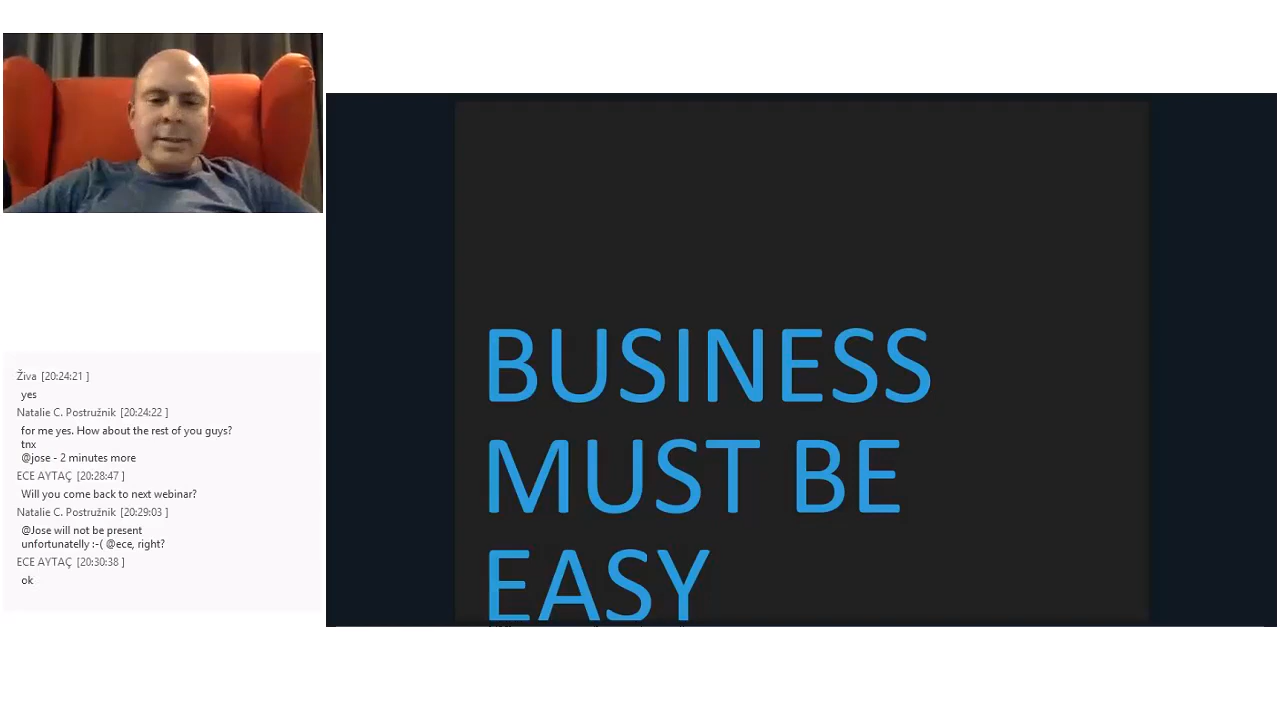 Živa [20:24:21 ]
yes
Natalie C. Postružnik [20:24:22 ]
for me yes. How about the rest of you guys?
tnx
@jose - 2 minutes more
ECE AYTAÇ [20:28:47 ]
Will you come back to next webinar?
Natalie C. Postružnik [20:29:03 ]
@Jose will not be present
unfortunatelly :-( @ece, right?
ECE AYTAÇ [20:30:38 ]
ok
BUSINESS
MUST BE
EASY